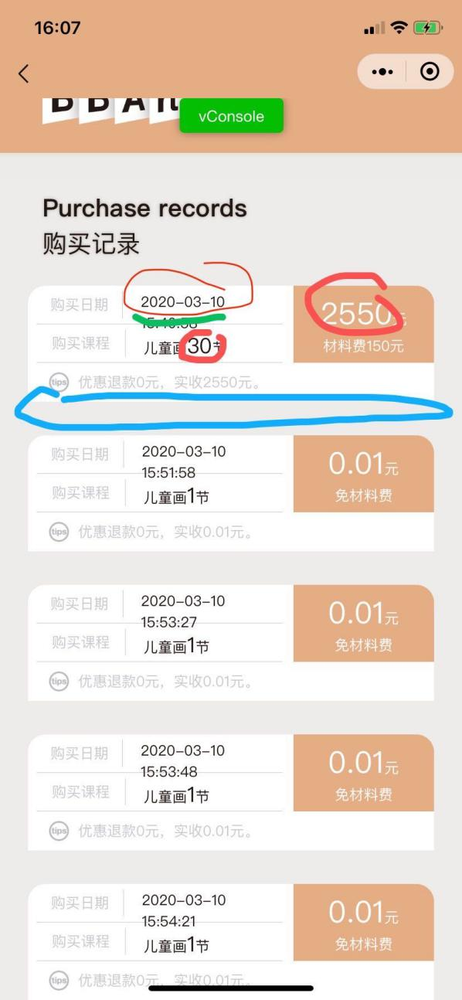 16:07
BBArt
vConsole
Purchase records
购买记录
购买日期
2020-03-10
购买课程
儿童画30节
2550元
材料费150元
tips 优惠退款0元，实收2550元。
购买日期
2020-03-10
15:51:58
购买课程
儿童画1节
0.01元
免材料费
tips 优惠退款0元，实收0.01元。
购买日期
2020-03-10
15:53:27
购买课程
儿童画1节
0.01元
免材料费
tips 优惠退款0元，实收0.01元。
购买日期
2020-03-10
15:53:48
购买课程
儿童画1节
0.01元
免材料费
tips 优惠退款0元，实收0.01元。
购买日期
2020-03-10
15:54:21
购买课程
儿童画1节
0.01元
免材料费
tips 优惠退款0元，实收0.01元。